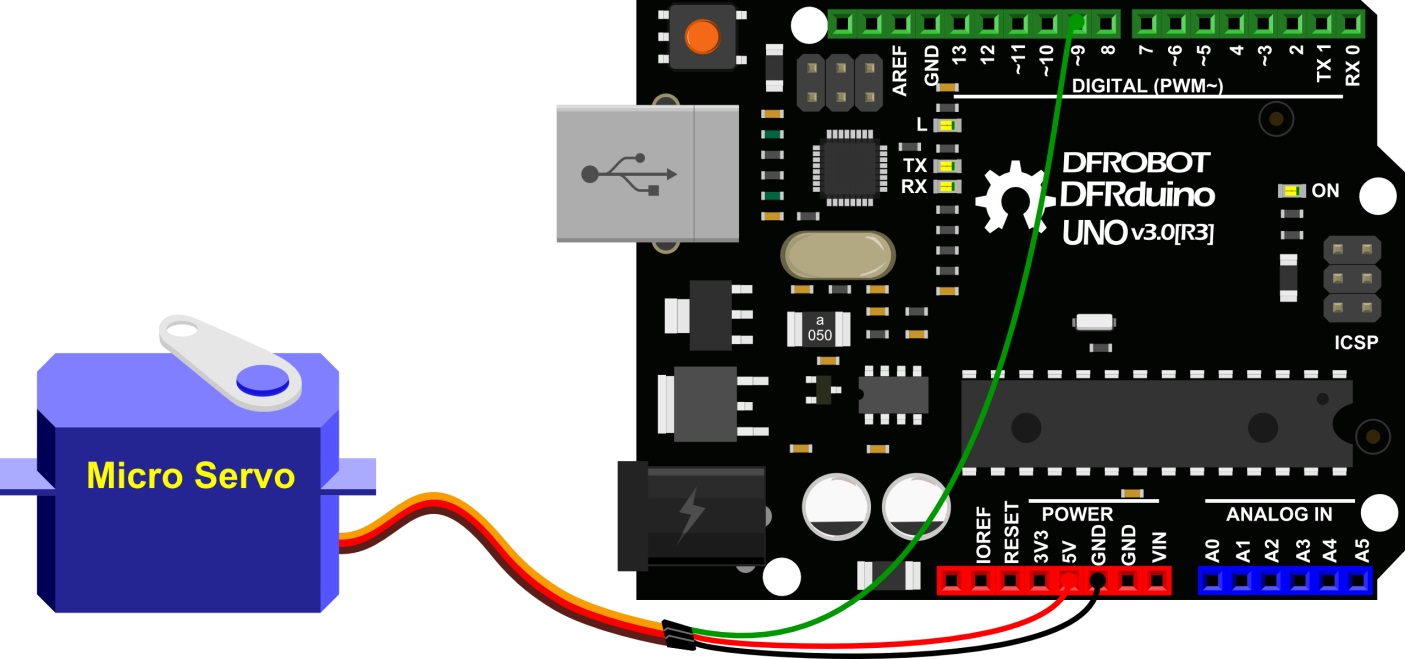 AREF
GND
13
12
~11
~10
~9
8
7
~6
~5
4
~3
2
TX 1
RX 0
DIGITAL (PWM~)
L
TX
RX
DFROBOT
DFRduino
UNO v3.0[R3]
ON
ICSP
a
050
Micro Servo
POWER
IOREF
RESET
3V3
5V
GND
GND
VIN
ANALOG IN
A0
A1
A2
A3
A4
A5